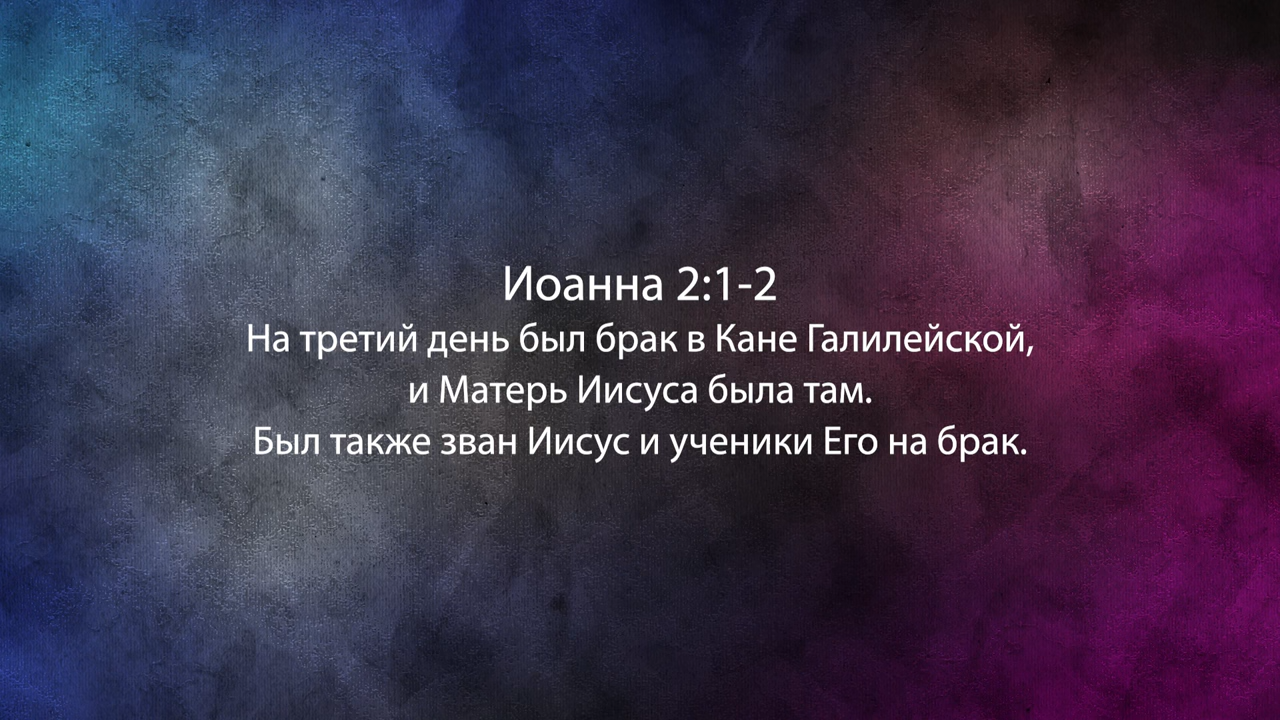 Иоанна 2:1-2
На третий день был брак в Кане Галилейской,
и Матерь Иисуса была там.
Был также зван Иисус и ученики Его на брак.